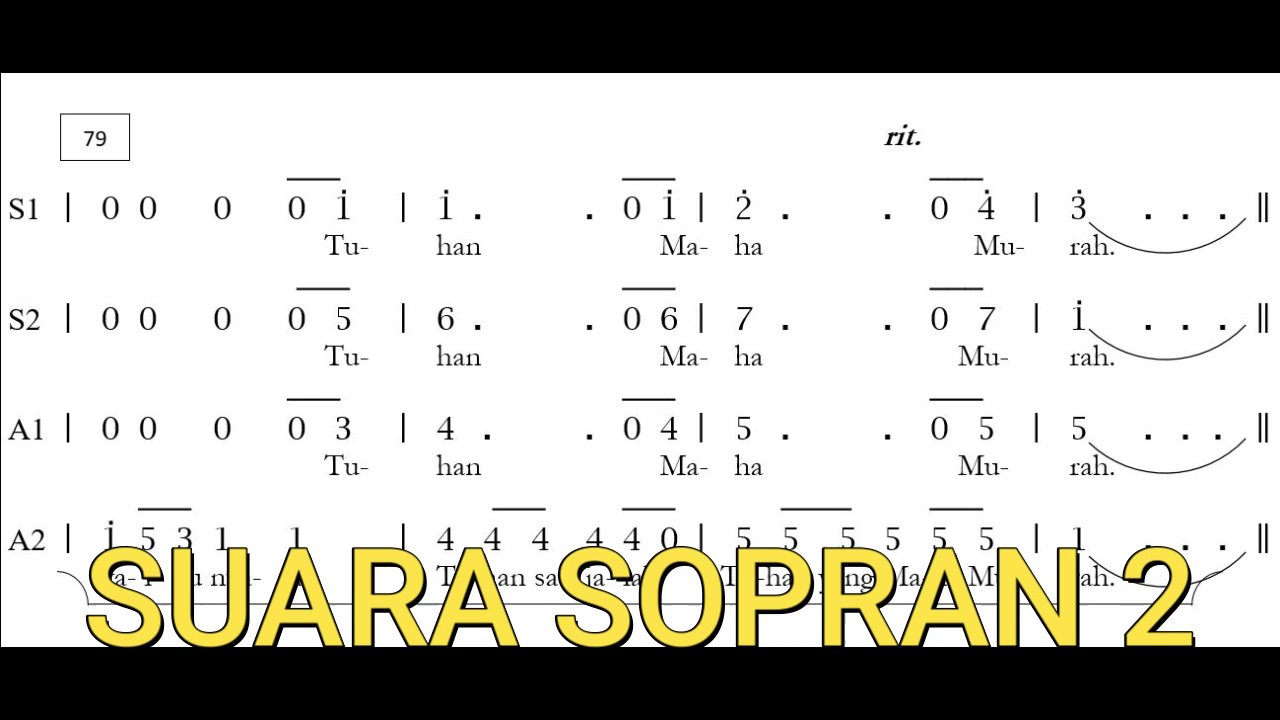 79
rit.
S1 | 0 0 0 0 1̇ | 1̇ . . 0 1̇ | 2̇ . . 0 4̇ | 3̇ . . . ‖
Tu- han Ma- ha Mu- rah.
S2 | 0 0 0 0 5 | 6 . . 0 6 | 7 . . 0 7 | 1̇ . . . ‖
Tu- han Ma- ha Mu- rah.
A1 | 0 0 0 0 3 | 4 . . 0 4 | 5 . . 0 5 | 5 . . . ‖
Tu- han Ma- ha Mu- rah.
A2 | 1̇ 5 3 1 1 | 4 4 4 4 4 0 | 5 5 5 5 5 5 | 1 . . . ‖
SUARA SOPRAN 2